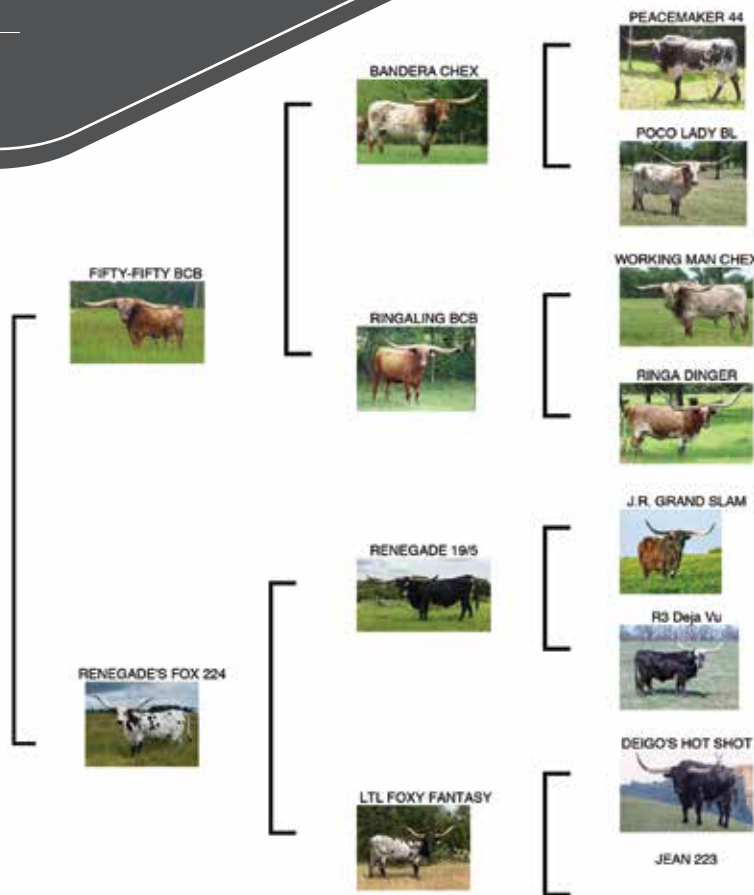 PEACEMAKER 44
BANDERA CHEX
POCO LADY BL
FIFTY-FIFTY BCB
WORKING MAN CHEX
RINGALING BCB
RINGA DINGER
J.R. GRAND SLAM
RENEGADE 19/5
R3 Deja Vu
RENEGADE'S FOX 224
DEIGO'S HOT SHOT
LTL FOXY FANTASY
JEAN 223